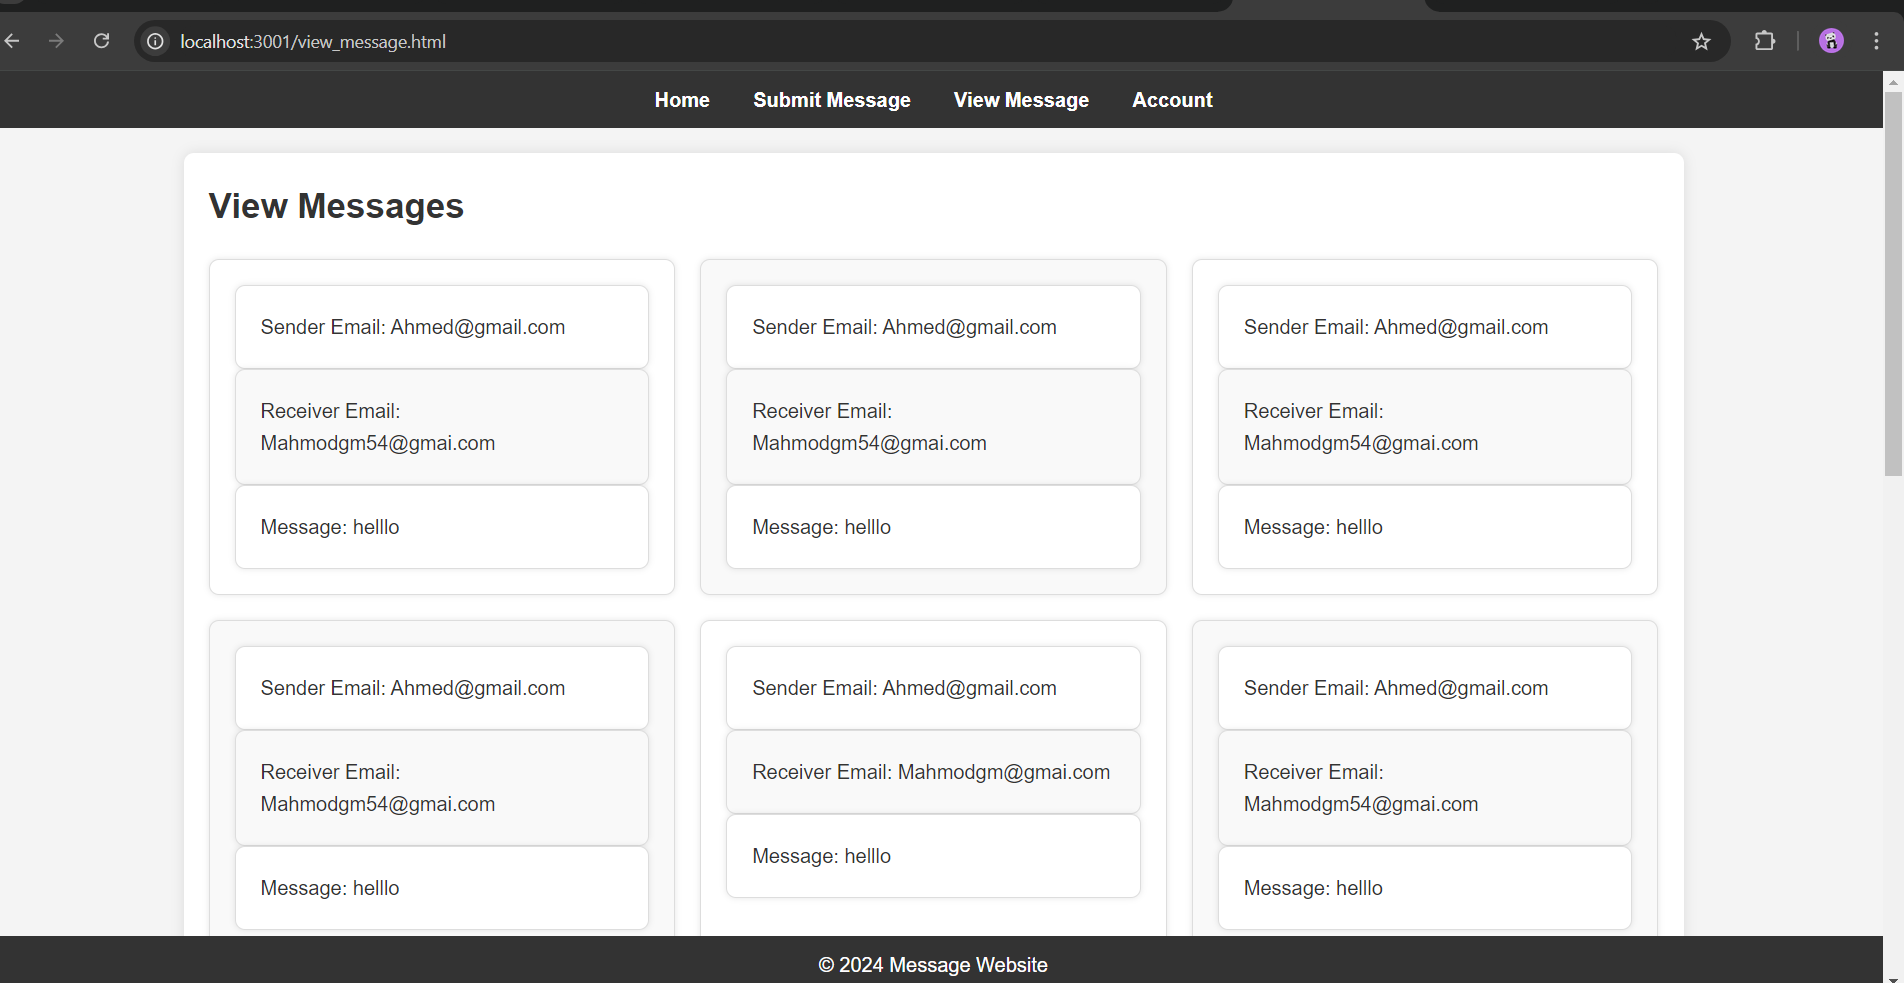 localhost:3001/view_message.html
Home Submit Message View Message Account
View Messages
Sender Email: Ahmed@gmail.com
Receiver Email:
Mahmodgm54@gmai.com
Message: helllo
Sender Email: Ahmed@gmail.com
Receiver Email:
Mahmodgm54@gmai.com
Message: helllo
Sender Email: Ahmed@gmail.com
Receiver Email:
Mahmodgm54@gmai.com
Message: helllo
Sender Email: Ahmed@gmail.com
Receiver Email:
Mahmodgm54@gmai.com
Message: helllo
Sender Email: Ahmed@gmail.com
Receiver Email: Mahmodgm@gmai.com
Message: helllo
Sender Email: Ahmed@gmail.com
Receiver Email:
Mahmodgm54@gmai.com
Message: helllo
© 2024 Message Website